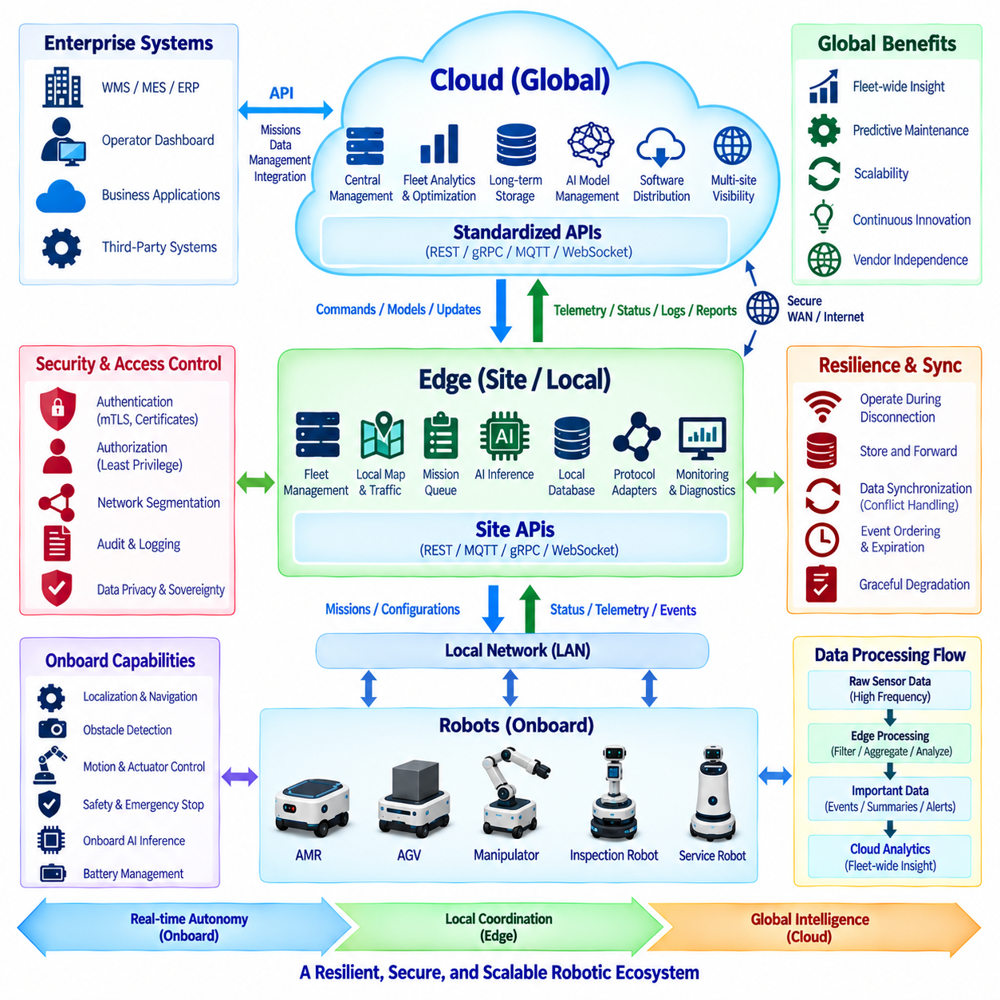 Enterprise Systems
WMS / MES / ERP
Operator Dashboard
Business Applications
Third-Party Systems
API
Missions
Data
Management
Integration
Cloud (Global)
Central
Management
Fleet Analytics
& Optimization
Long-term
Storage
AI Model
Management
Software
Distribution
Multi-site
Visibility
Standardized APIs
(REST / gRPC / MQTT / WebSocket)
Global Benefits
Fleet-wide Insight
Predictive Maintenance
Scalability
Continuous Innovation
Vendor Independence
Commands / Models / Updates
Telemetry / Status / Logs / Reports
Secure
WAN / Internet
Security & Access Control
Authentication
(mTLS, Certificates)
Authorization
(Least Privilege)
Network Segmentation
Audit & Logging
Data Privacy & Sovereignty
Edge (Site / Local)
Fleet
Management
Local Map
& Traffic
Mission
Queue
AI
AI Inference
Local
Database
Protocol
Adapters
Monitoring
& Diagnostics
Site APIs
(REST / MQTT / gRPC / WebSocket)
Resilience & Sync
Operate During
Disconnection
Store and Forward
Data Synchronization
(Conflict Handling)
Event Ordering
& Expiration
Graceful Degradation
Missions / Configurations
Status / Telemetry / Events
Local Network (LAN)
Onboard Capabilities
Localization & Navigation
Obstacle Detection
Motion & Actuator Control
Safety & Emergency Stop
Onboard AI Inference
Battery Management
Robots (Onboard)
AMR
AGV
Manipulator
Inspection Robot
Service Robot
Data Processing Flow
Raw Sensor Data
(High Frequency)
Edge Processing
(Filter / Aggregate / Analyze)
Important Data
(Events / Summaries / Alerts)
Cloud Analytics
(Fleet-wide Insight)
Real-time Autonomy
(Onboard)
Local Coordination
(Edge)
Global Intelligence
(Cloud)
A Resilient, Secure, and Scalable Robotic Ecosystem